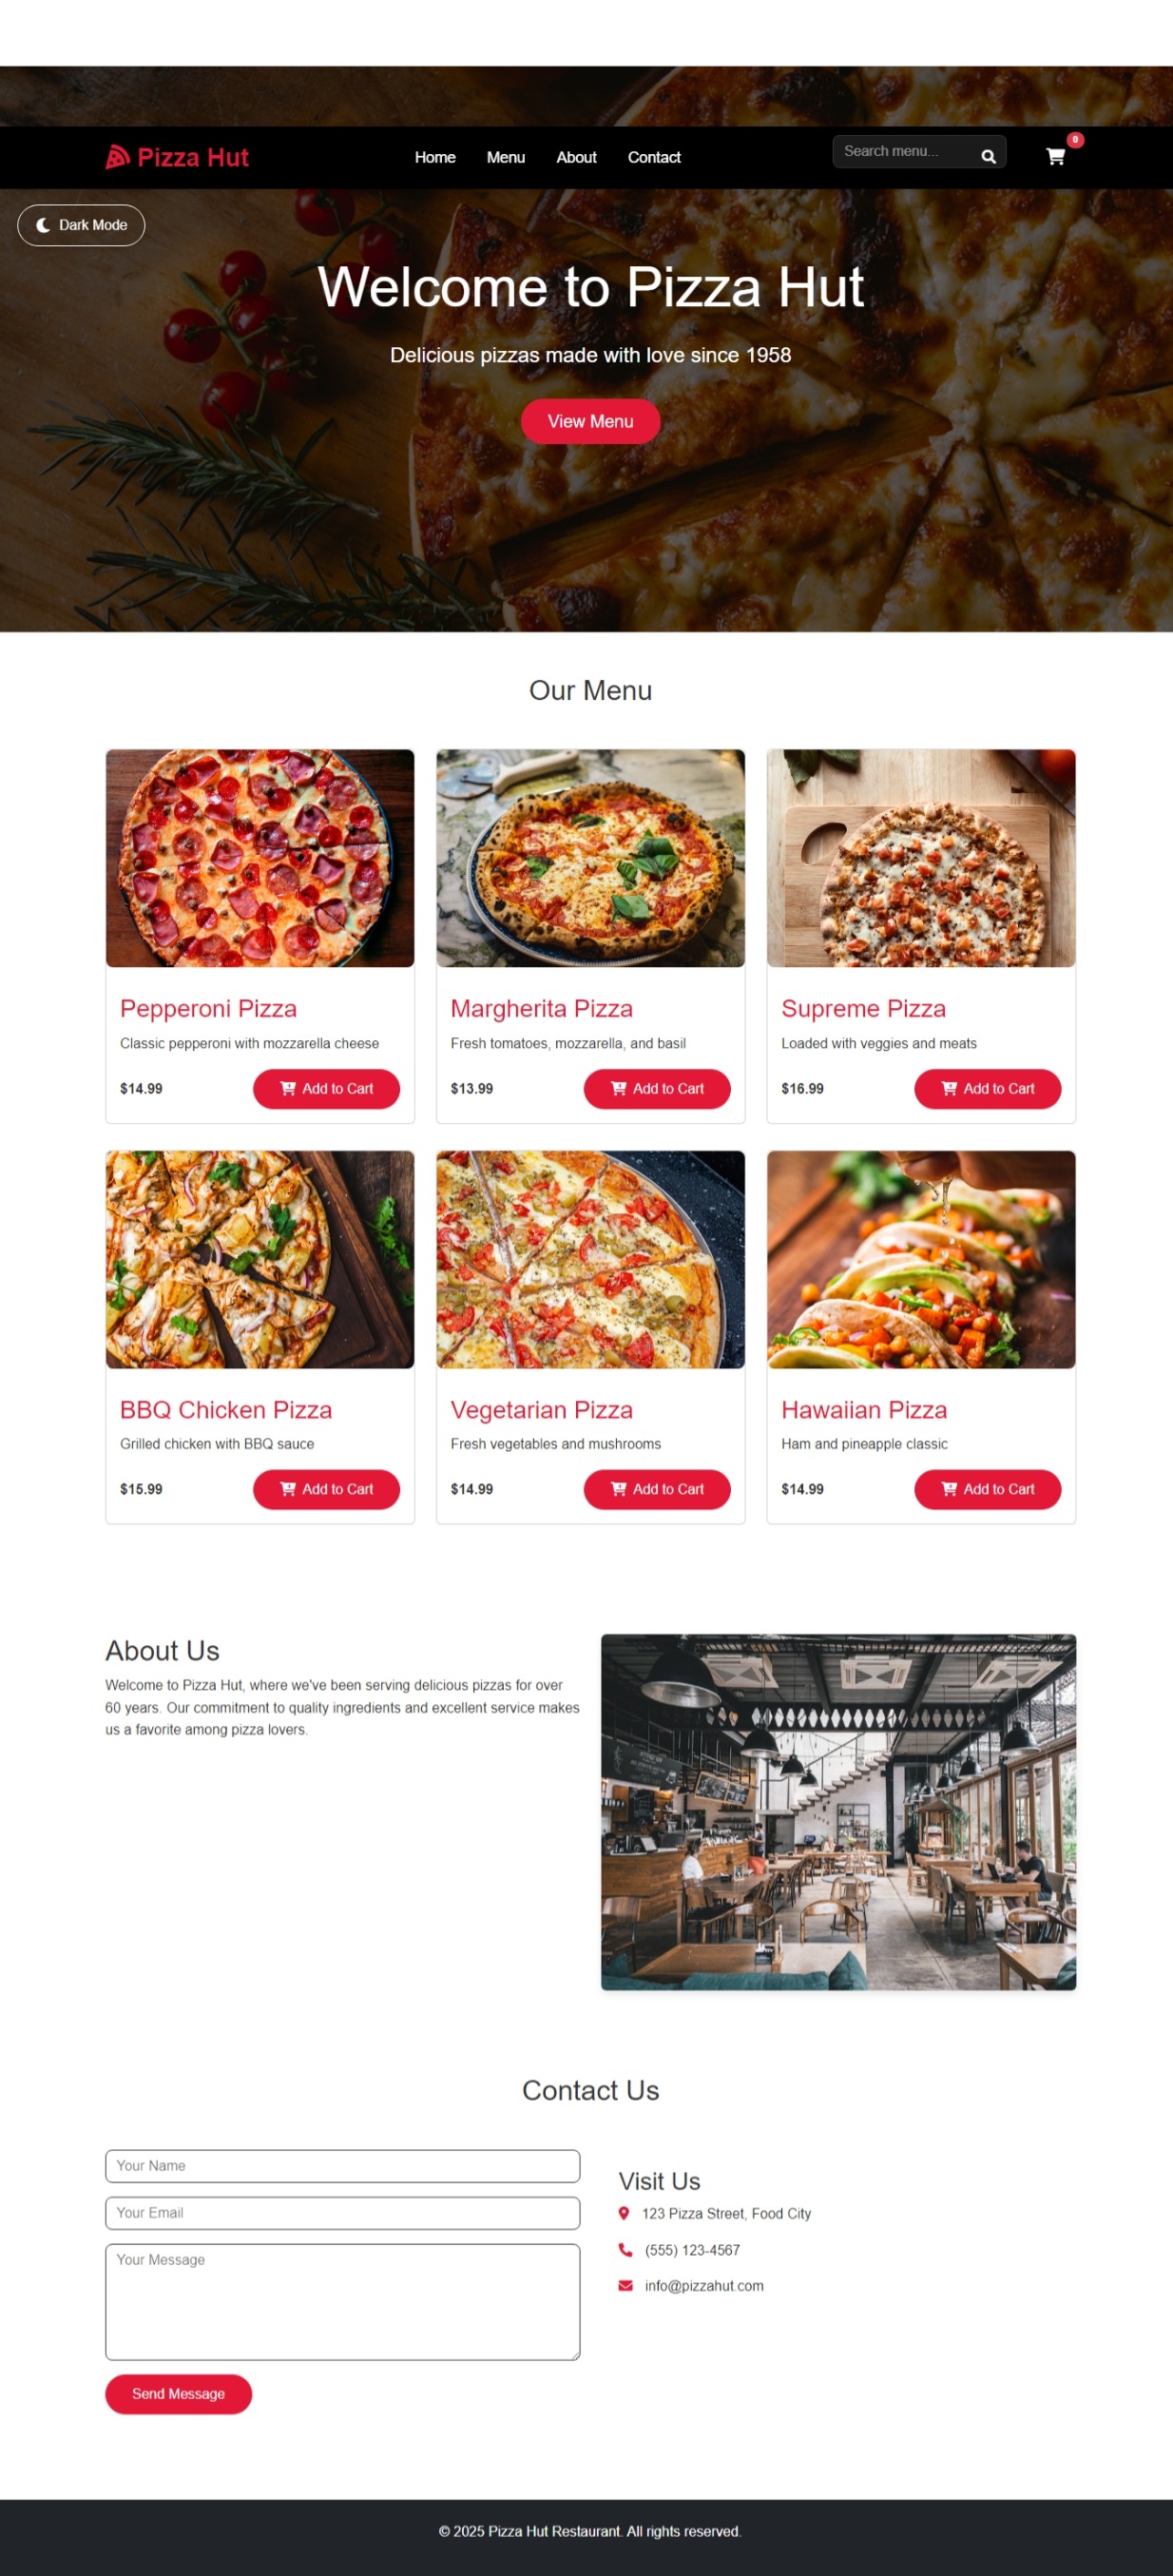 Pizza Hut
Home Menu About Contact
Search menu...
0
Dark Mode
Welcome to Pizza Hut
Delicious pizzas made with love since 1958
View Menu
Our Menu
Pepperoni Pizza
Classic pepperoni with mozzarella cheese
$14.99 Add to Cart
Margherita Pizza
Fresh tomatoes, mozzarella, and basil
$13.99 Add to Cart
Supreme Pizza
Loaded with veggies and meats
$16.99 Add to Cart
BBQ Chicken Pizza
Grilled chicken with BBQ sauce
$15.99 Add to Cart
Vegetarian Pizza
Fresh vegetables and mushrooms
$14.99 Add to Cart
Hawaiian Pizza
Ham and pineapple classic
$14.99 Add to Cart
About Us
Welcome to Pizza Hut, where we've been serving delicious pizzas for over
60 years. Our commitment to quality ingredients and excellent service makes
us a favorite among pizza lovers.
Contact Us
Your Name
Your Email
Your Message
Send Message
Visit Us
123 Pizza Street, Food City
(555) 123-4567
info@pizzahut.com
© 2025 Pizza Hut Restaurant. All rights reserved.